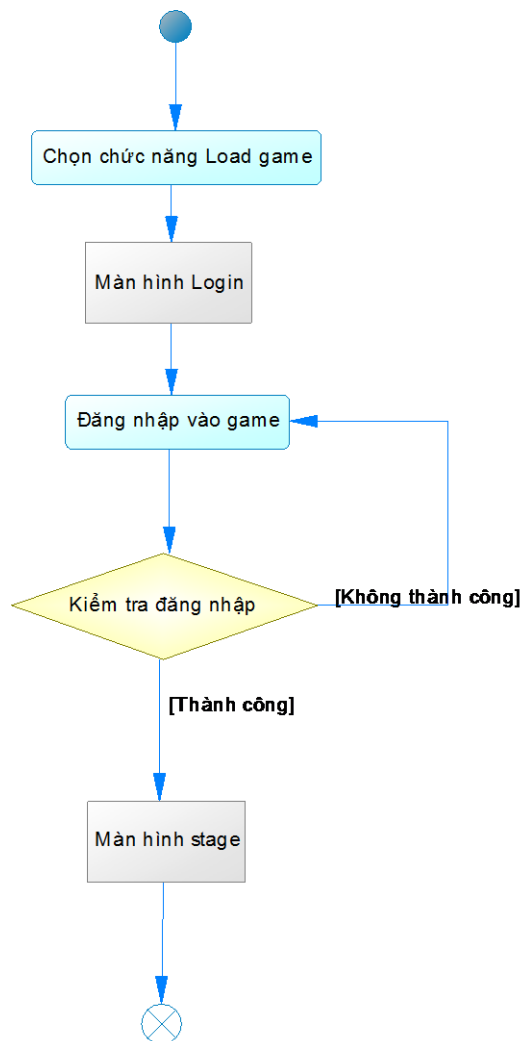 Chọn chức năng Load game
Màn hình Login
Đăng nhập vào game
Kiểm tra đăng nhập
[Không thành công]
[Thành công]
Màn hình stage